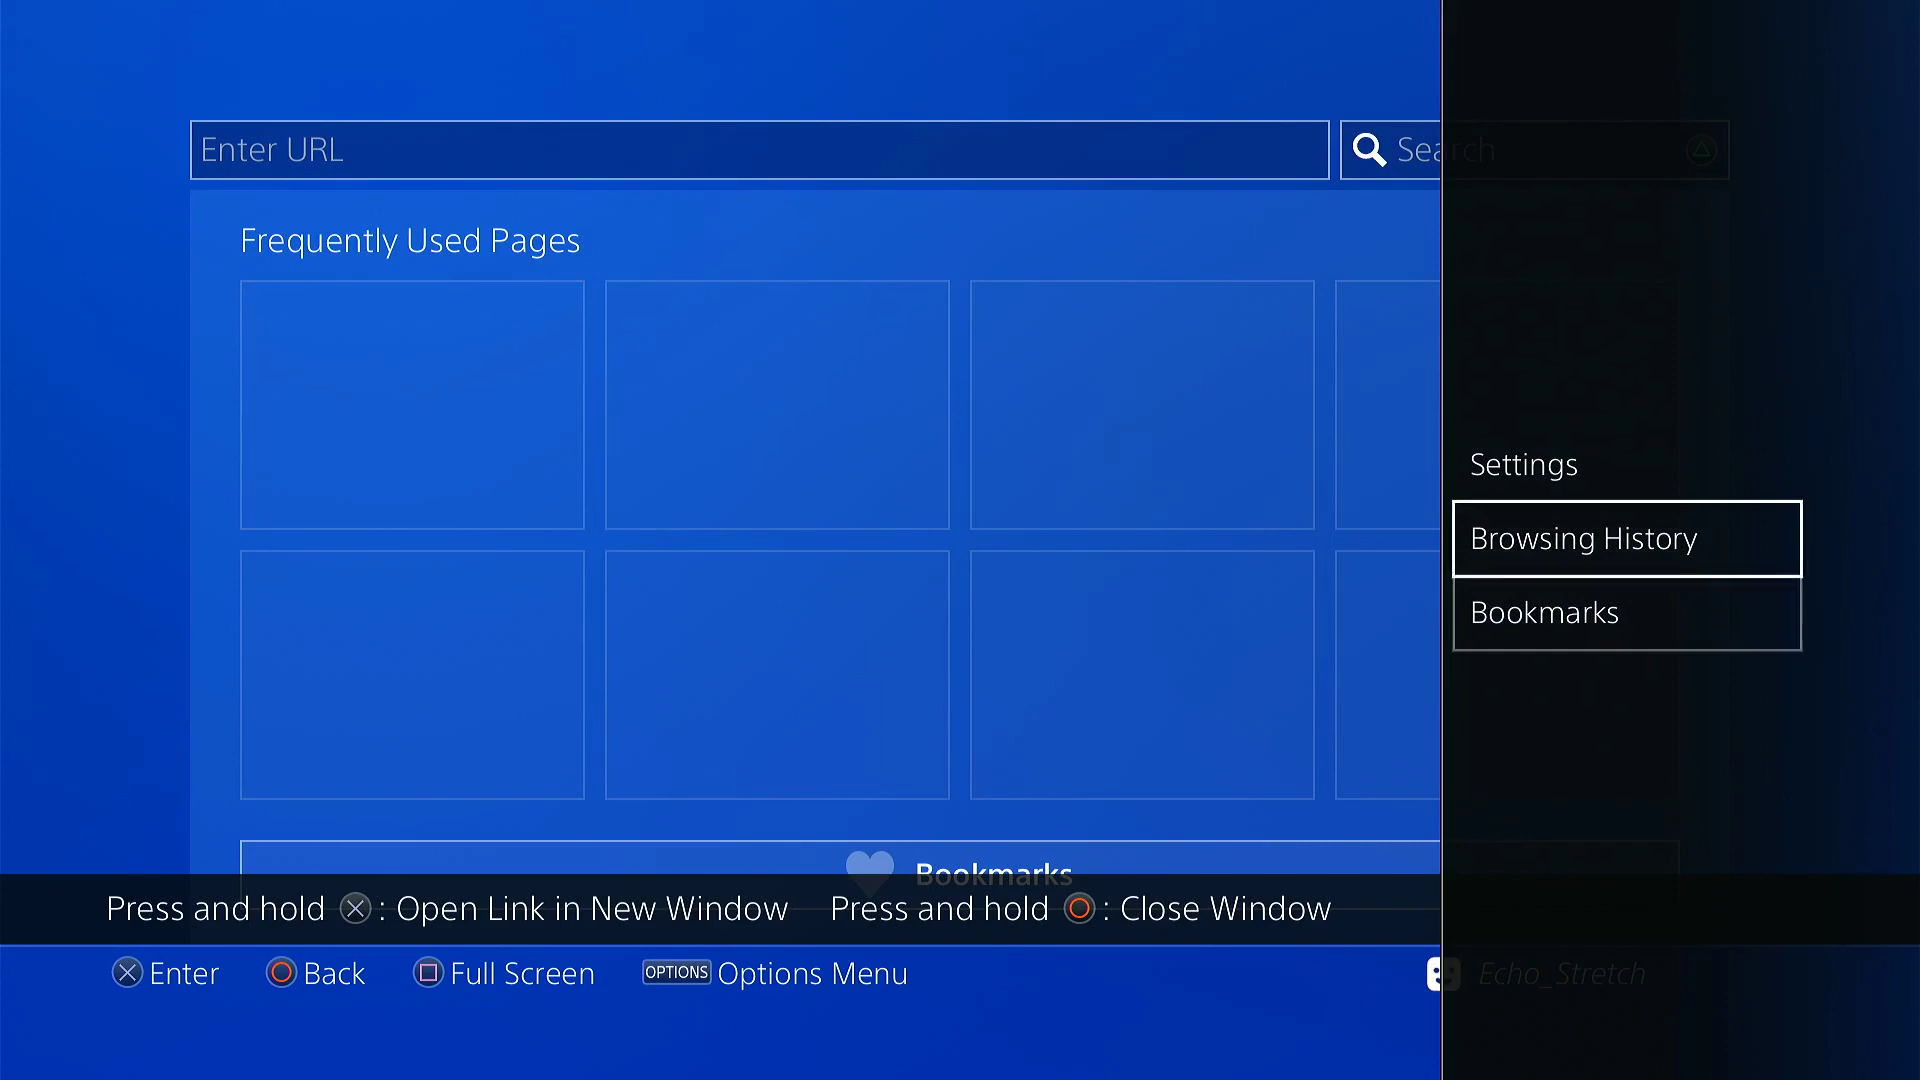 Enter URL
Search
Frequently Used Pages
Settings
Browsing History
Bookmarks
Bookmarks
Press and hold : Open Link in New Window Press and hold : Close Window
Enter Back Full Screen OPTIONS Options Menu Echo_Stretch